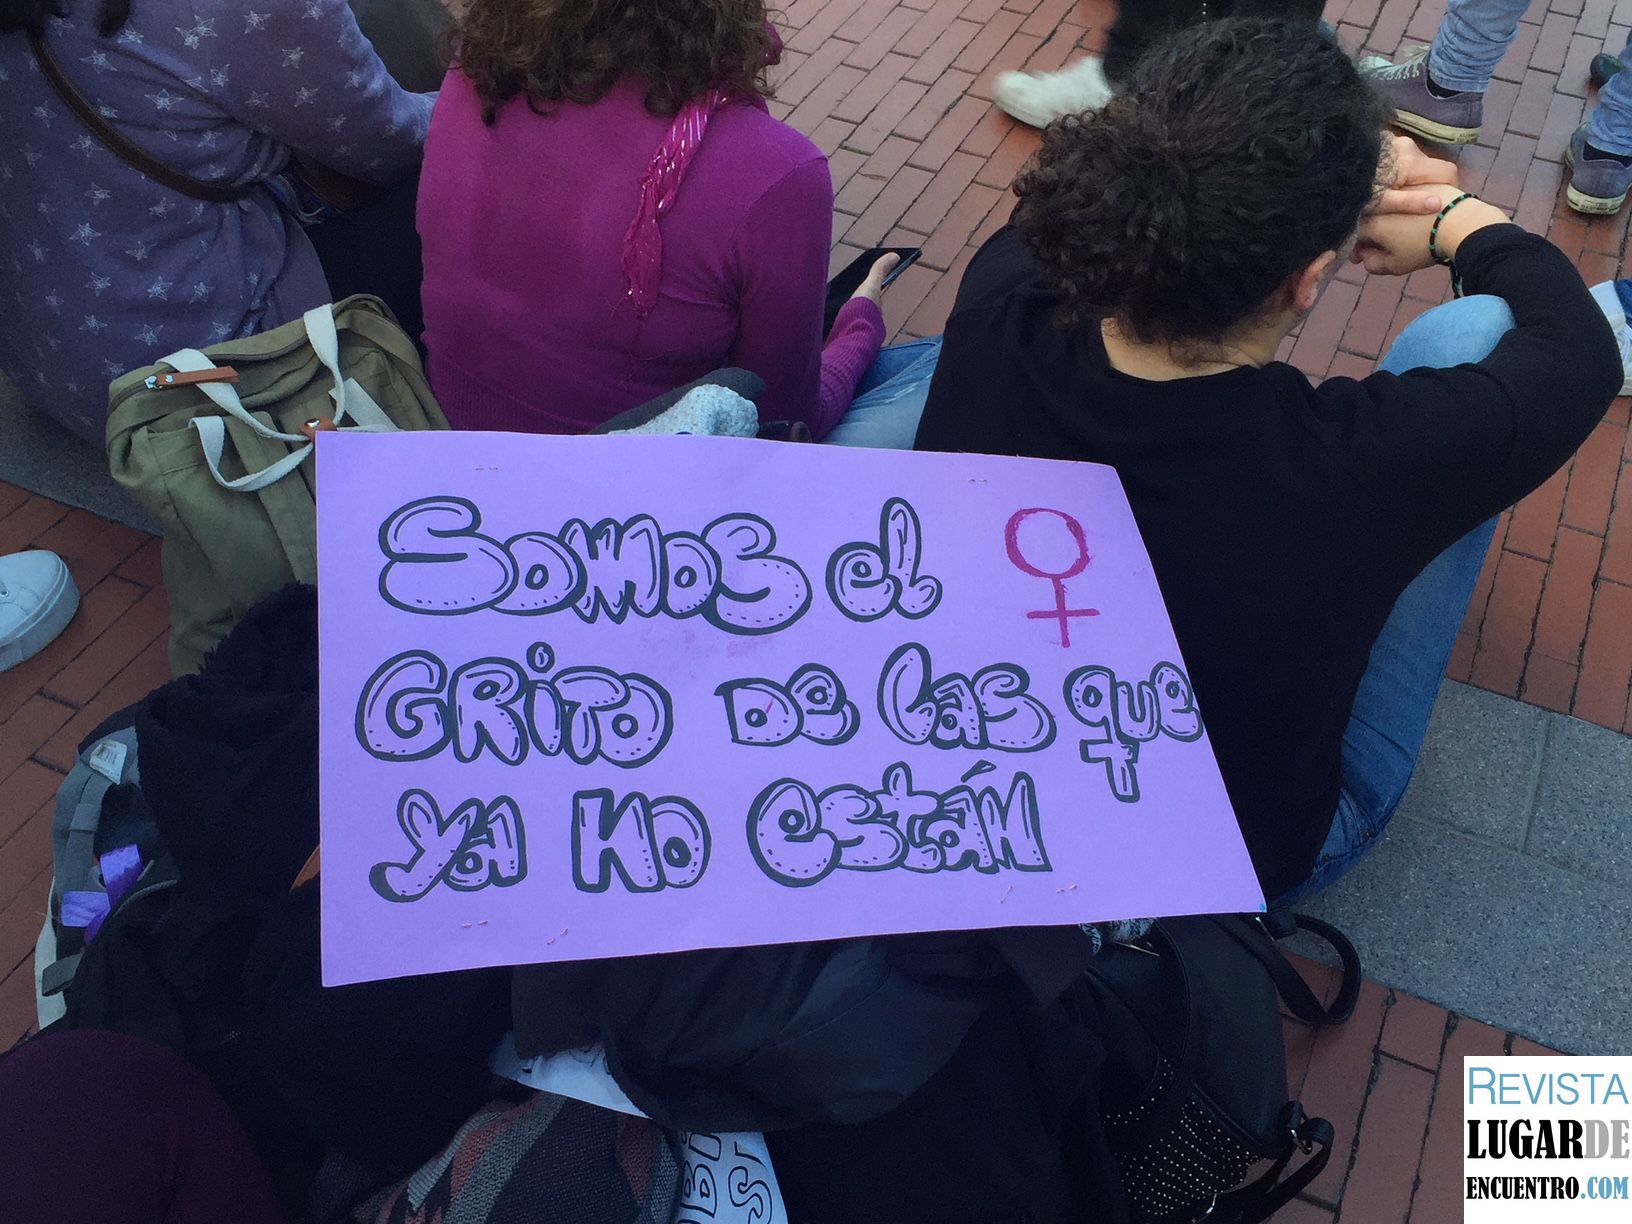 Somos el
GRiTO De las que
ya no están
REVISTA
LUGARDE
ENCUENTRO.COM